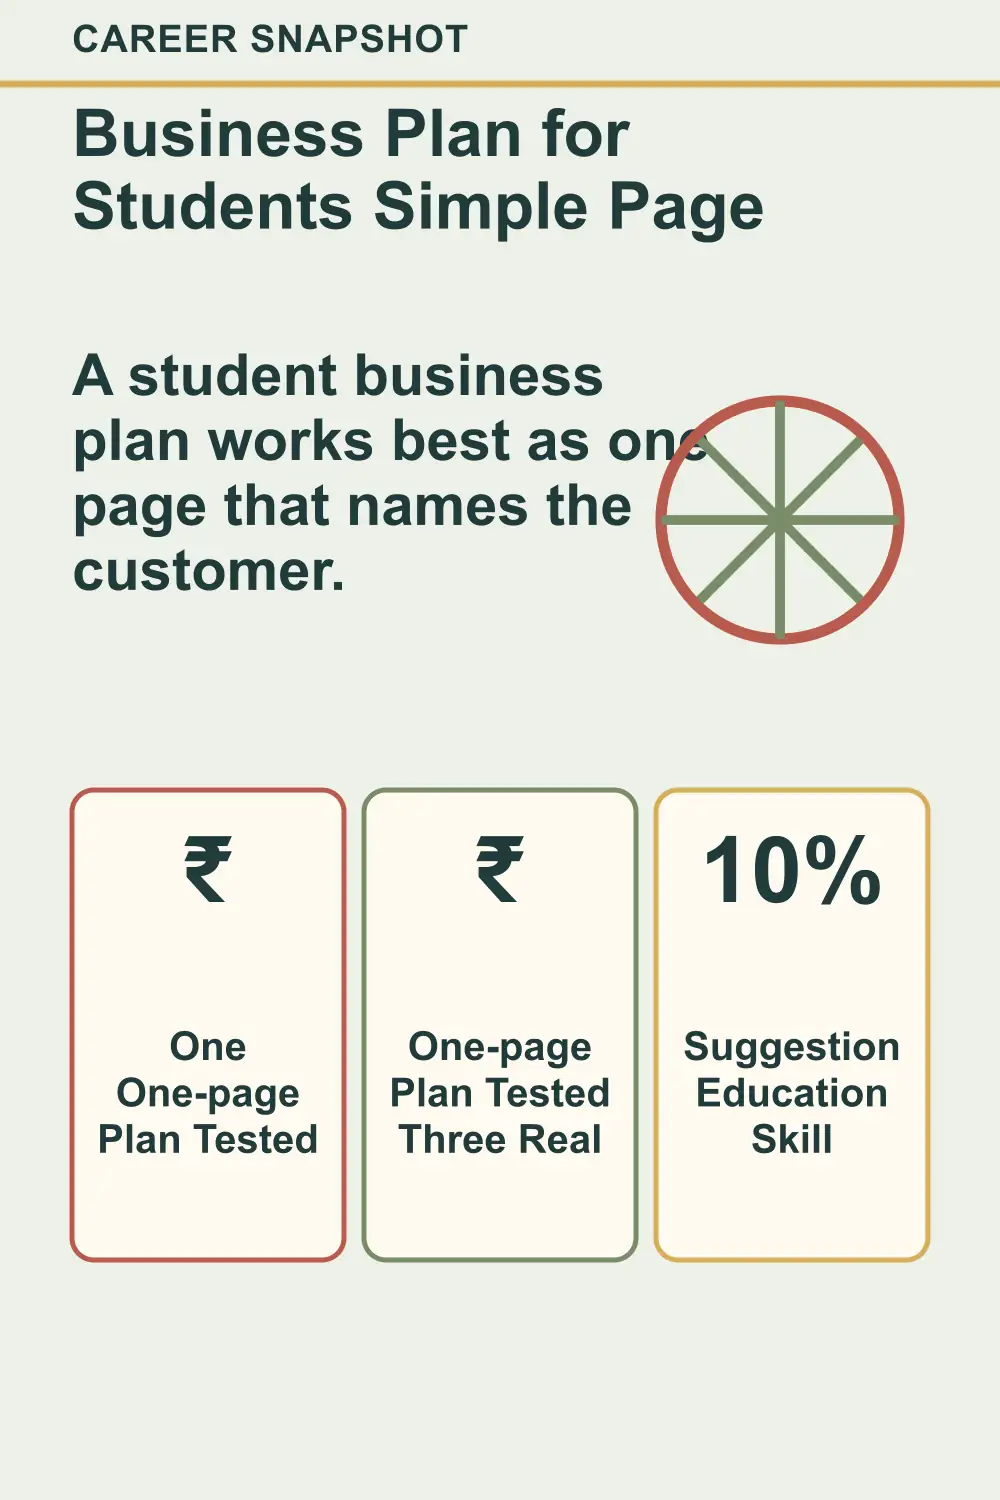 CAREER SNAPSHOT
Business Plan for
Students Simple Page
A student business
plan works best as one
page that names the
customer.
₹
One
One-page
Plan Tested
₹
One-page
Plan Tested
Three Real
10%
Suggestion
Education
Skill